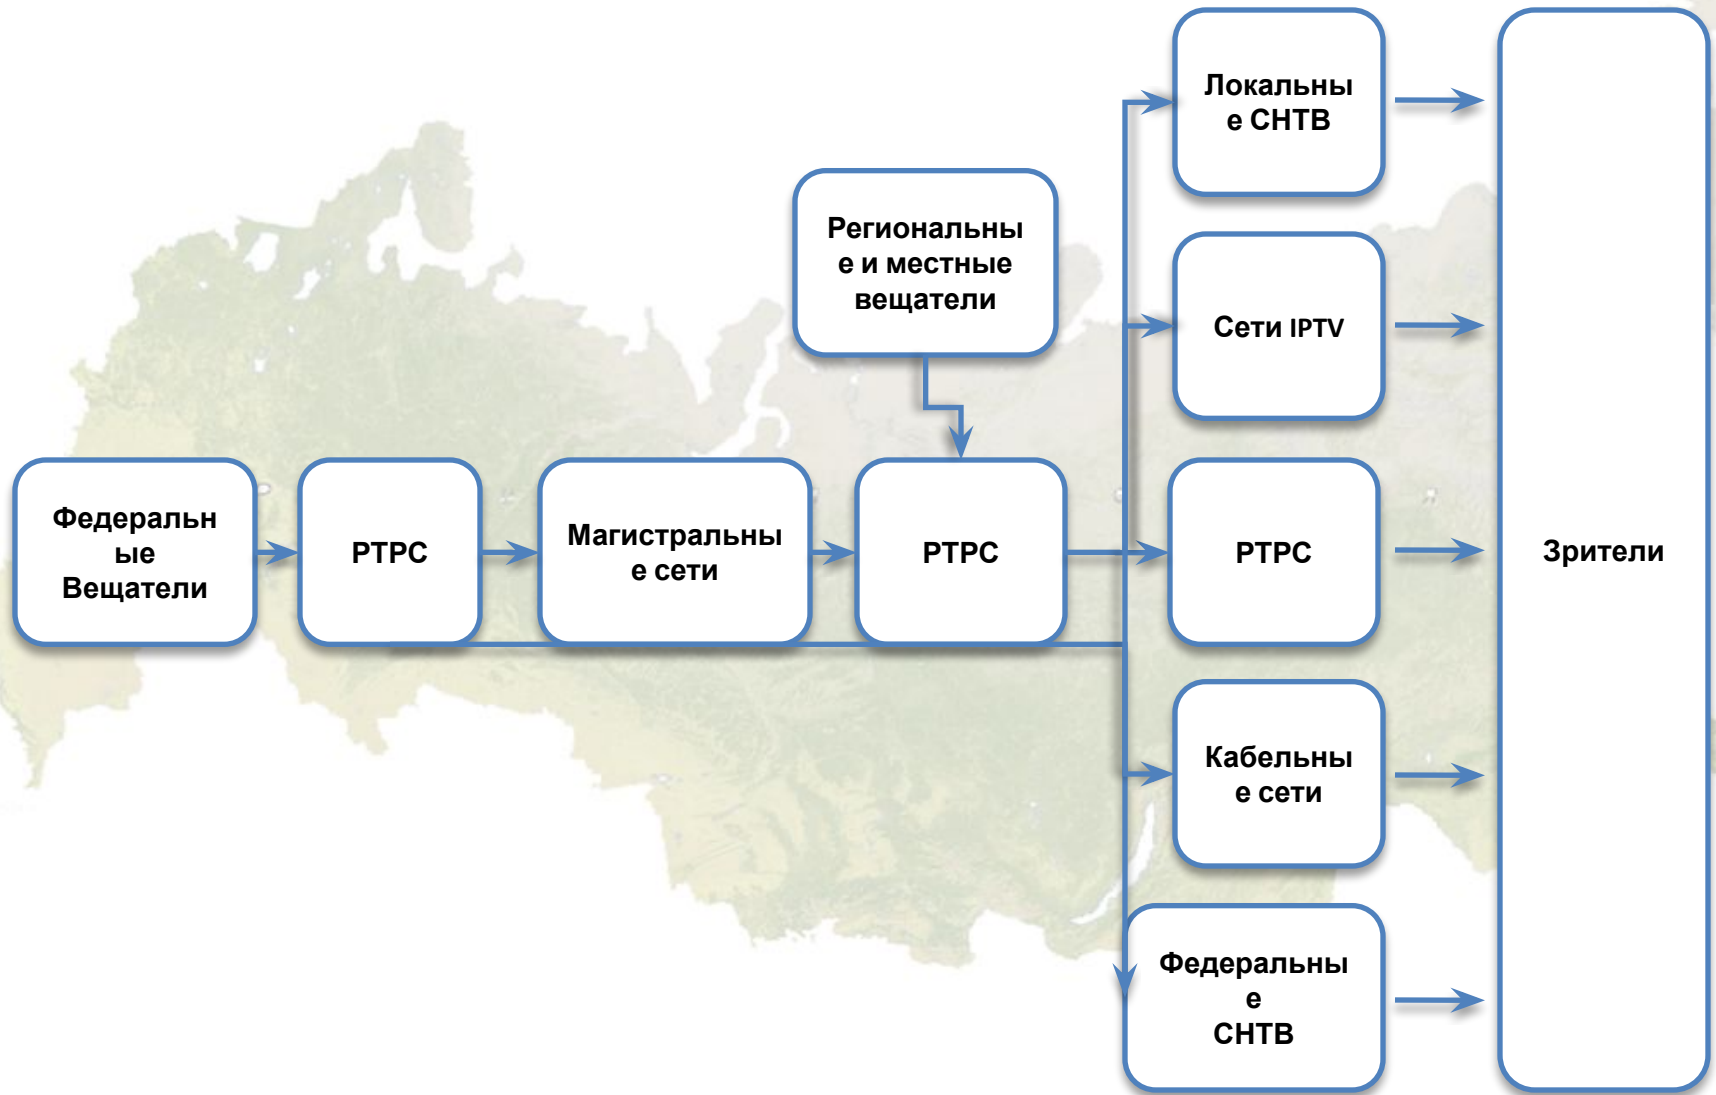 Локальны
е СНТВ
Региональны
е и местные
вещатели
Сети IPTV
Федеральн
ые
Вещатели
РТРС
Магистральны
е сети
РТРС
РТРС
Зрители
Кабельны
е сети
Федеральны
е
СНТВ